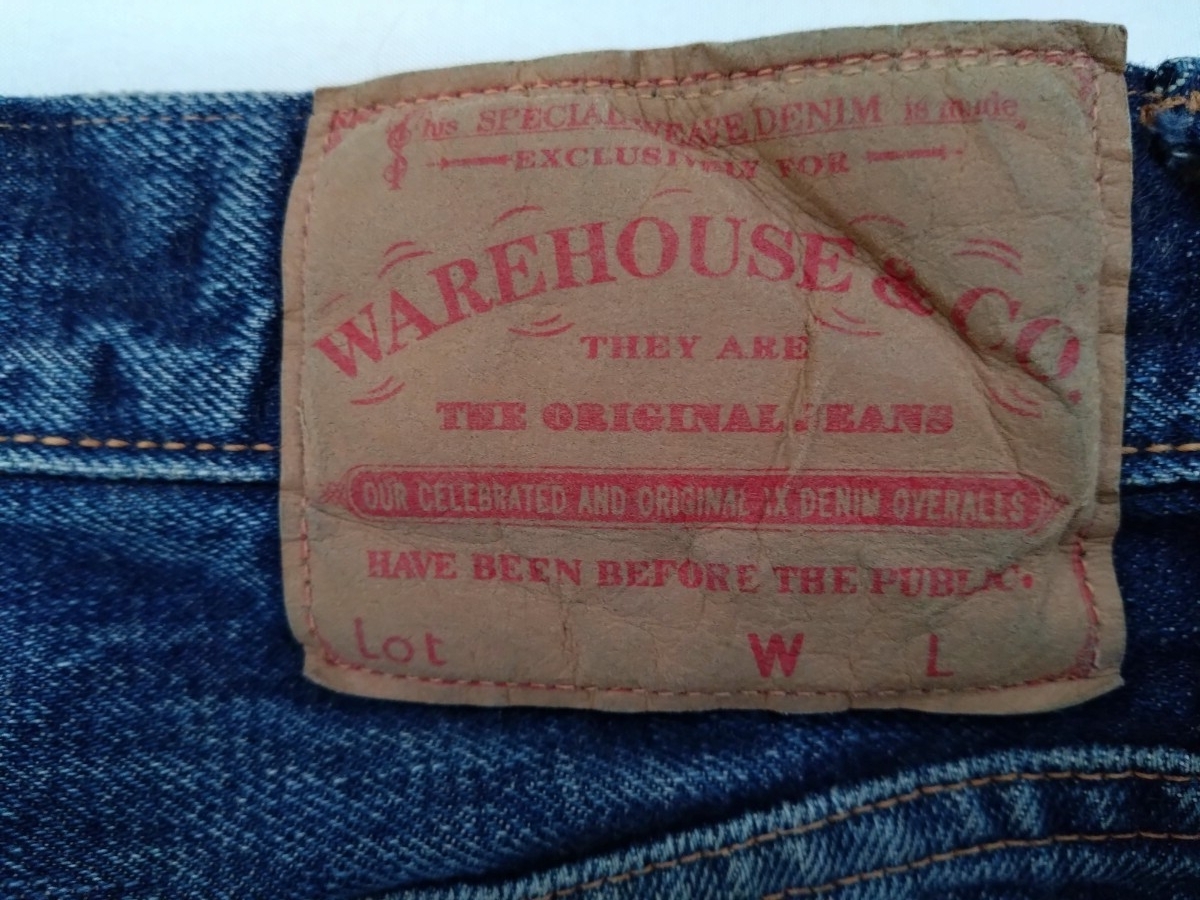 This SPECIAL WEAVE DENIM is made
EXCLUSIVELY FOR
WAREHOUSE & CO.
THEY ARE
THE ORIGINAL JEANS
OUR CELEBRATED AND ORIGINAL XX DENIM OVERALLS
HAVE BEEN BEFORE THE PUBLIC.
Lot W L